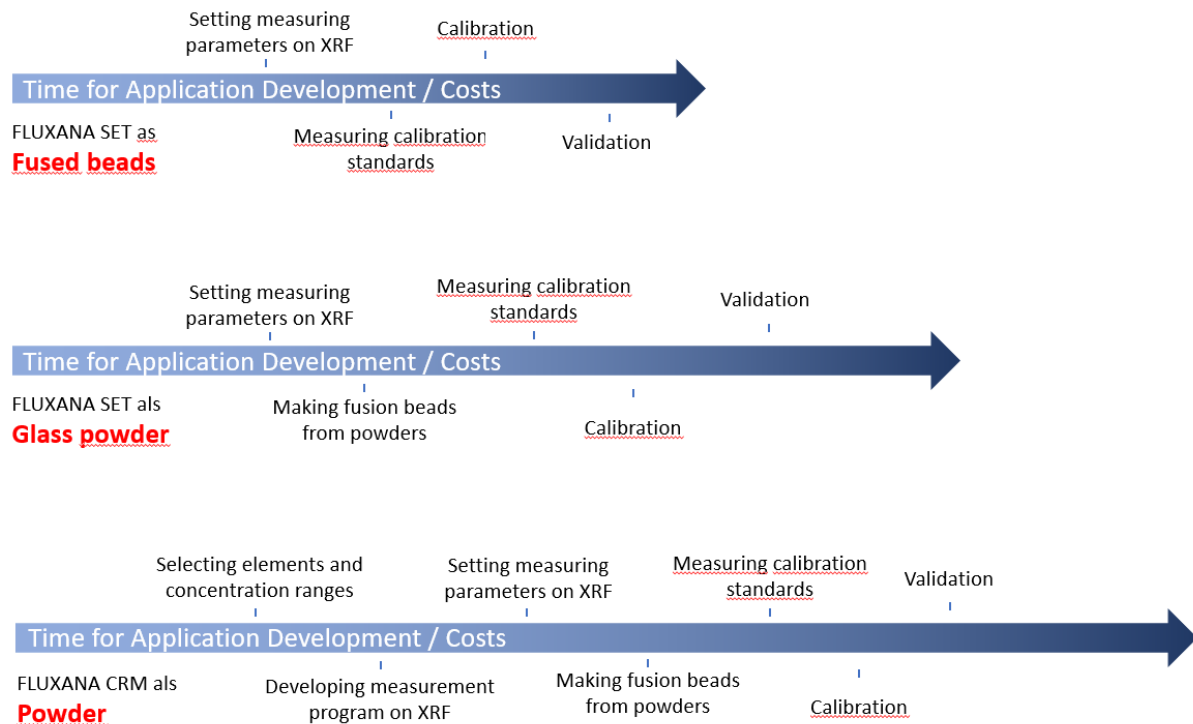 Setting measuring
parameters on XRF
Calibration
Time for Application Development / Costs
FLUXANA SET as
Fused beads
Measuring calibration
standards
Validation
Setting measuring
parameters on XRF
Measuring calibration
standards
Validation
Time for Application Development / Costs
FLUXANA SET als
Glass powder
Making fusion beads
from powders
Calibration
Selecting elements and
concentration ranges
Setting measuring
parameters on XRF
Measuring calibration
standards
Validation
Time for Application Development / Costs
FLUXANA CRM als
Powder
Developing measurement
program on XRF
Making fusion beads
from powders
Calibration